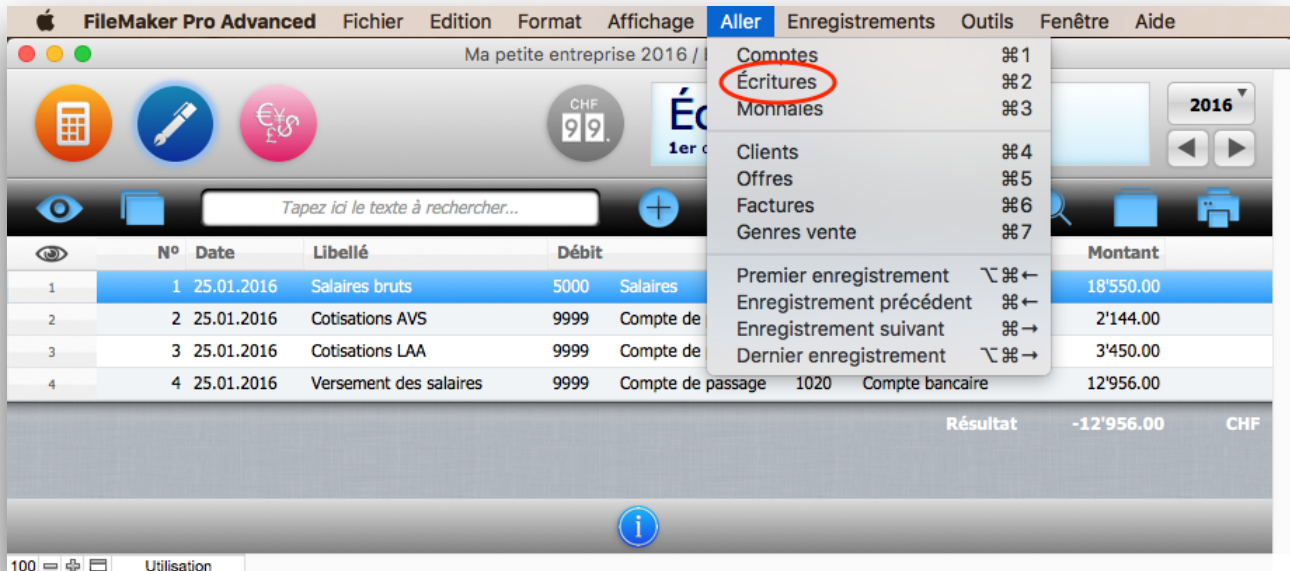 FileMaker Pro Advanced Fichier Edition Format Affichage Aller Enregistrements Outils Fenêtre Aide
Ma petite entreprise 2016 /
Comptes ⌘1
Écritures ⌘2
Monnaies ⌘3
Clients ⌘4
Offres ⌘5
Factures ⌘6
Genres vente ⌘7
Premier enregistrement ⌥⌘←
Enregistrement précédent ⌘←
Enregistrement suivant ⌘→
Dernier enregistrement ⌥⌘→
€¥£$
CHF
99.
Éc
1er
2016
Tapez ici le texte à rechercher...
Nº Date Libellé Débit Montant
1 1 25.01.2016 Salaires bruts 5000 Salaires 18'550.00
2 2 25.01.2016 Cotisations AVS 9999 Compte de 2'144.00
3 3 25.01.2016 Cotisations LAA 9999 Compte de 3'450.00
4 4 25.01.2016 Versement des salaires 9999 Compte de passage 1020 Compte bancaire 12'956.00
Résultat -12'956.00 CHF
i
100 Utilisation